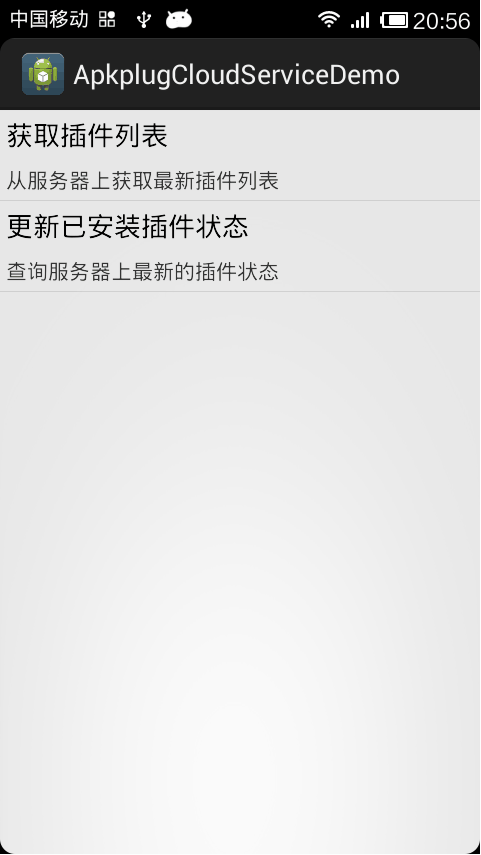 中国移动 20:56
ApkplugCloudServiceDemo
获取插件列表
从服务器上获取最新插件列表
更新已安装插件状态
查询服务器上最新的插件状态